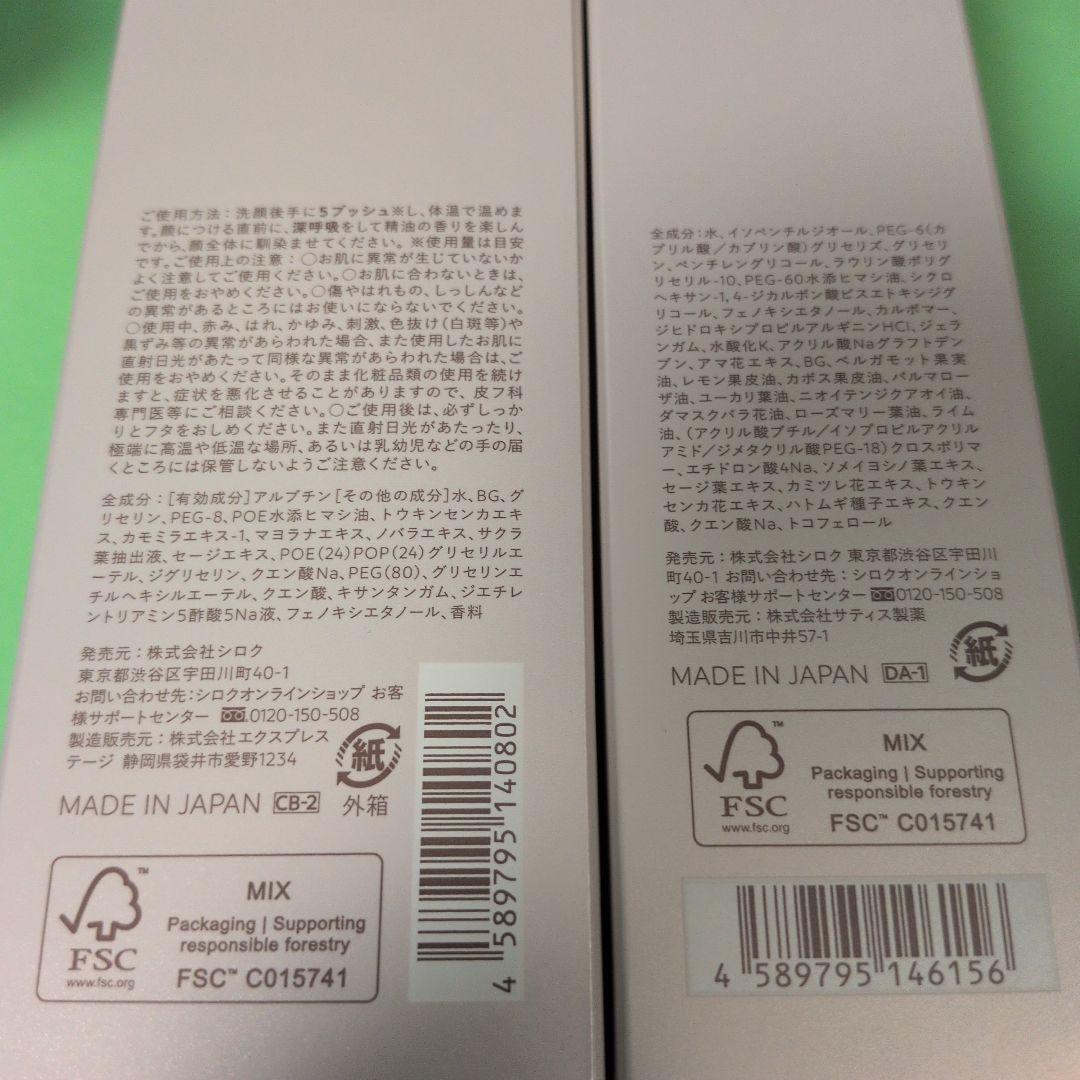 ご使用方法：洗顔後手に5プッシュ※し、体温で温めま
す。顔につける直前に、深呼吸をして精油の香りを楽しん
でから、顔全体に馴染ませてください。※使用量は目安
です。ご使用上の注意：○お肌に異常が生じていないか
よく注意してご使用ください。○お肌に合わないときは、
ご使用をおやめください。○傷やはれもの、しっしんなど
の異常があるところにはお使いにならないでください。
○使用中、赤み、はれ、かゆみ、刺激、色抜け(白斑等)や
黒ずみ等の異常があらわれた場合、また使用したお肌に
直射日光があたって同様な異常があらわれた場合は、ご
使用をおやめください。そのまま化粧品類の使用を続け
ますと、症状を悪化させることがありますので、皮フ科
専門医等にご相談ください。○ご使用後は、必ずしっか
りとフタをおしめください。また直射日光があたったり、
極端に高温や低温な場所、あるいは乳幼児などの手の届
くところには保管しないようご注意ください。
全成分：[有効成分]アルブチン[その他の成分]水、BG、グ
リセリン、PEG-8、POE水添ヒマシ油、トウキンセンカエキ
ス、カモミラエキス-1、マヨラナエキス、ノバラエキス、サクラ
葉抽出液、セージエキス、POE(24)POP(24)グリセリルエ
ーテル、ジグリセリン、クエン酸Na、PEG(80)、グリセリンエ
チルヘキシルエーテル、クエン酸、キサンタンガム、ジエチレ
ントリアミン5酢酸5Na液、フェノキシエタノール、香料
発売元：株式会社シロク
東京都渋谷区宇田川町40-1
お問い合わせ先：シロクオンラインショップ お客
様サポートセンター 0120-150-508
製造販売元：株式会社エクスプレス
テージ 静岡県袋井市愛野1234
紙
MADE IN JAPAN CB-2 外箱
MIX
Packaging | Supporting
responsible forestry
FSC™ C015741
FSC
www.fsc.org
4 589795 140802
全成分：水、イソペンチルジオール、PEG-6(カ
プリル酸/カプリン酸)グリセリズ、グリセリ
ン、ペンチレングリコール、ラウリン酸ポリグ
リセリル-10、PEG-60水添ヒマシ油、シクロ
ヘキサン-1,4-ジカルボン酸ビスエトキシジグ
リコール、フェノキシエタノール、カルボマー、
ジヒドロキシプロピルアルギニンHCl、ジェラ
ンガム、水酸化K、アクリル酸Naグラフトデン
プン、アマ花エキス、BG、ベルガモット果実
油、レモン果皮油、カボス果皮油、パルマロー
ザ油、ユーカリ葉油、ニオイテンジクアオイ油、
ダマスクバラ花油、ローズマリー葉油、ライム
油、(アクリル酸ブチル/イソプロピルアクリル
アミド/ジメタクリル酸PEG-18)クロスポリマ
ー、エチドロン酸4Na、ソメイヨシノ葉エキス、
セージ葉エキス、カミツレ花エキス、トウキン
センカ花エキス、ハトムギ種子エキス、クエン
酸、クエン酸Na、トコフェロール
発売元：株式会社シロク 東京都渋谷区宇田川
町40-1 お問い合わせ先：シロクオンラインショ
ップ お客様サポートセンター 0120-150-508
製造販売元：株式会社サティス製薬
埼玉県吉川市中井57-1
紙
MADE IN JAPAN DA-1
MIX
Packaging | Supporting
responsible forestry
FSC™ C015741
FSC
www.fsc.org
4 589795 146156